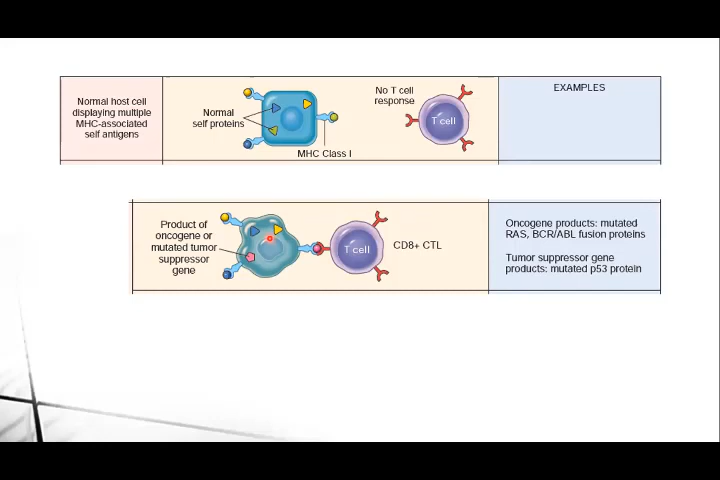 Normal host cell
displaying multiple
MHC-associated
self antigens
Normal
self proteins
MHC Class I
No T cell
response
T cell
EXAMPLES
Product of
oncogene or
mutated tumor
suppressor
gene
T cell
CD8+ CTL
Oncogene products: mutated
RAS, BCR/ABL fusion proteins
Tumor suppressor gene
products: mutated p53 protein